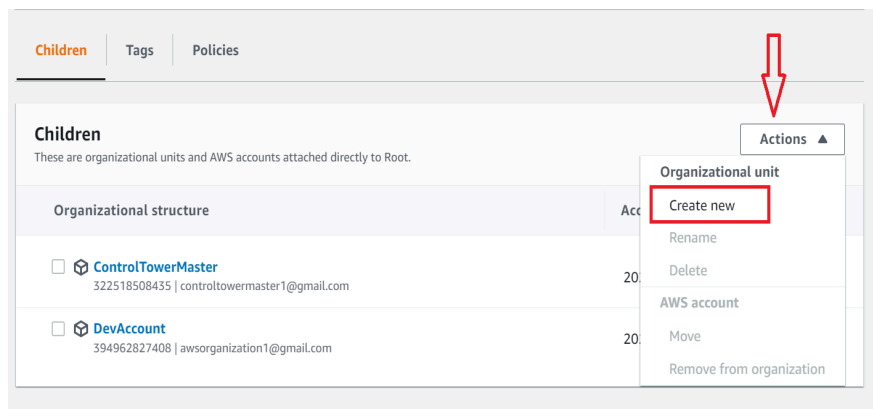 Children
Tags
Policies
Children
These are organizational units and AWS accounts attached directly to Root.
Actions
Organizational unit
Create new
Rename
Delete
AWS account
Move
Remove from organization
Organizational structure
ControlTowerMaster
322518508435 | controltowermaster1@gmail.com
DevAccount
394962827408 | awsorganization1@gmail.com